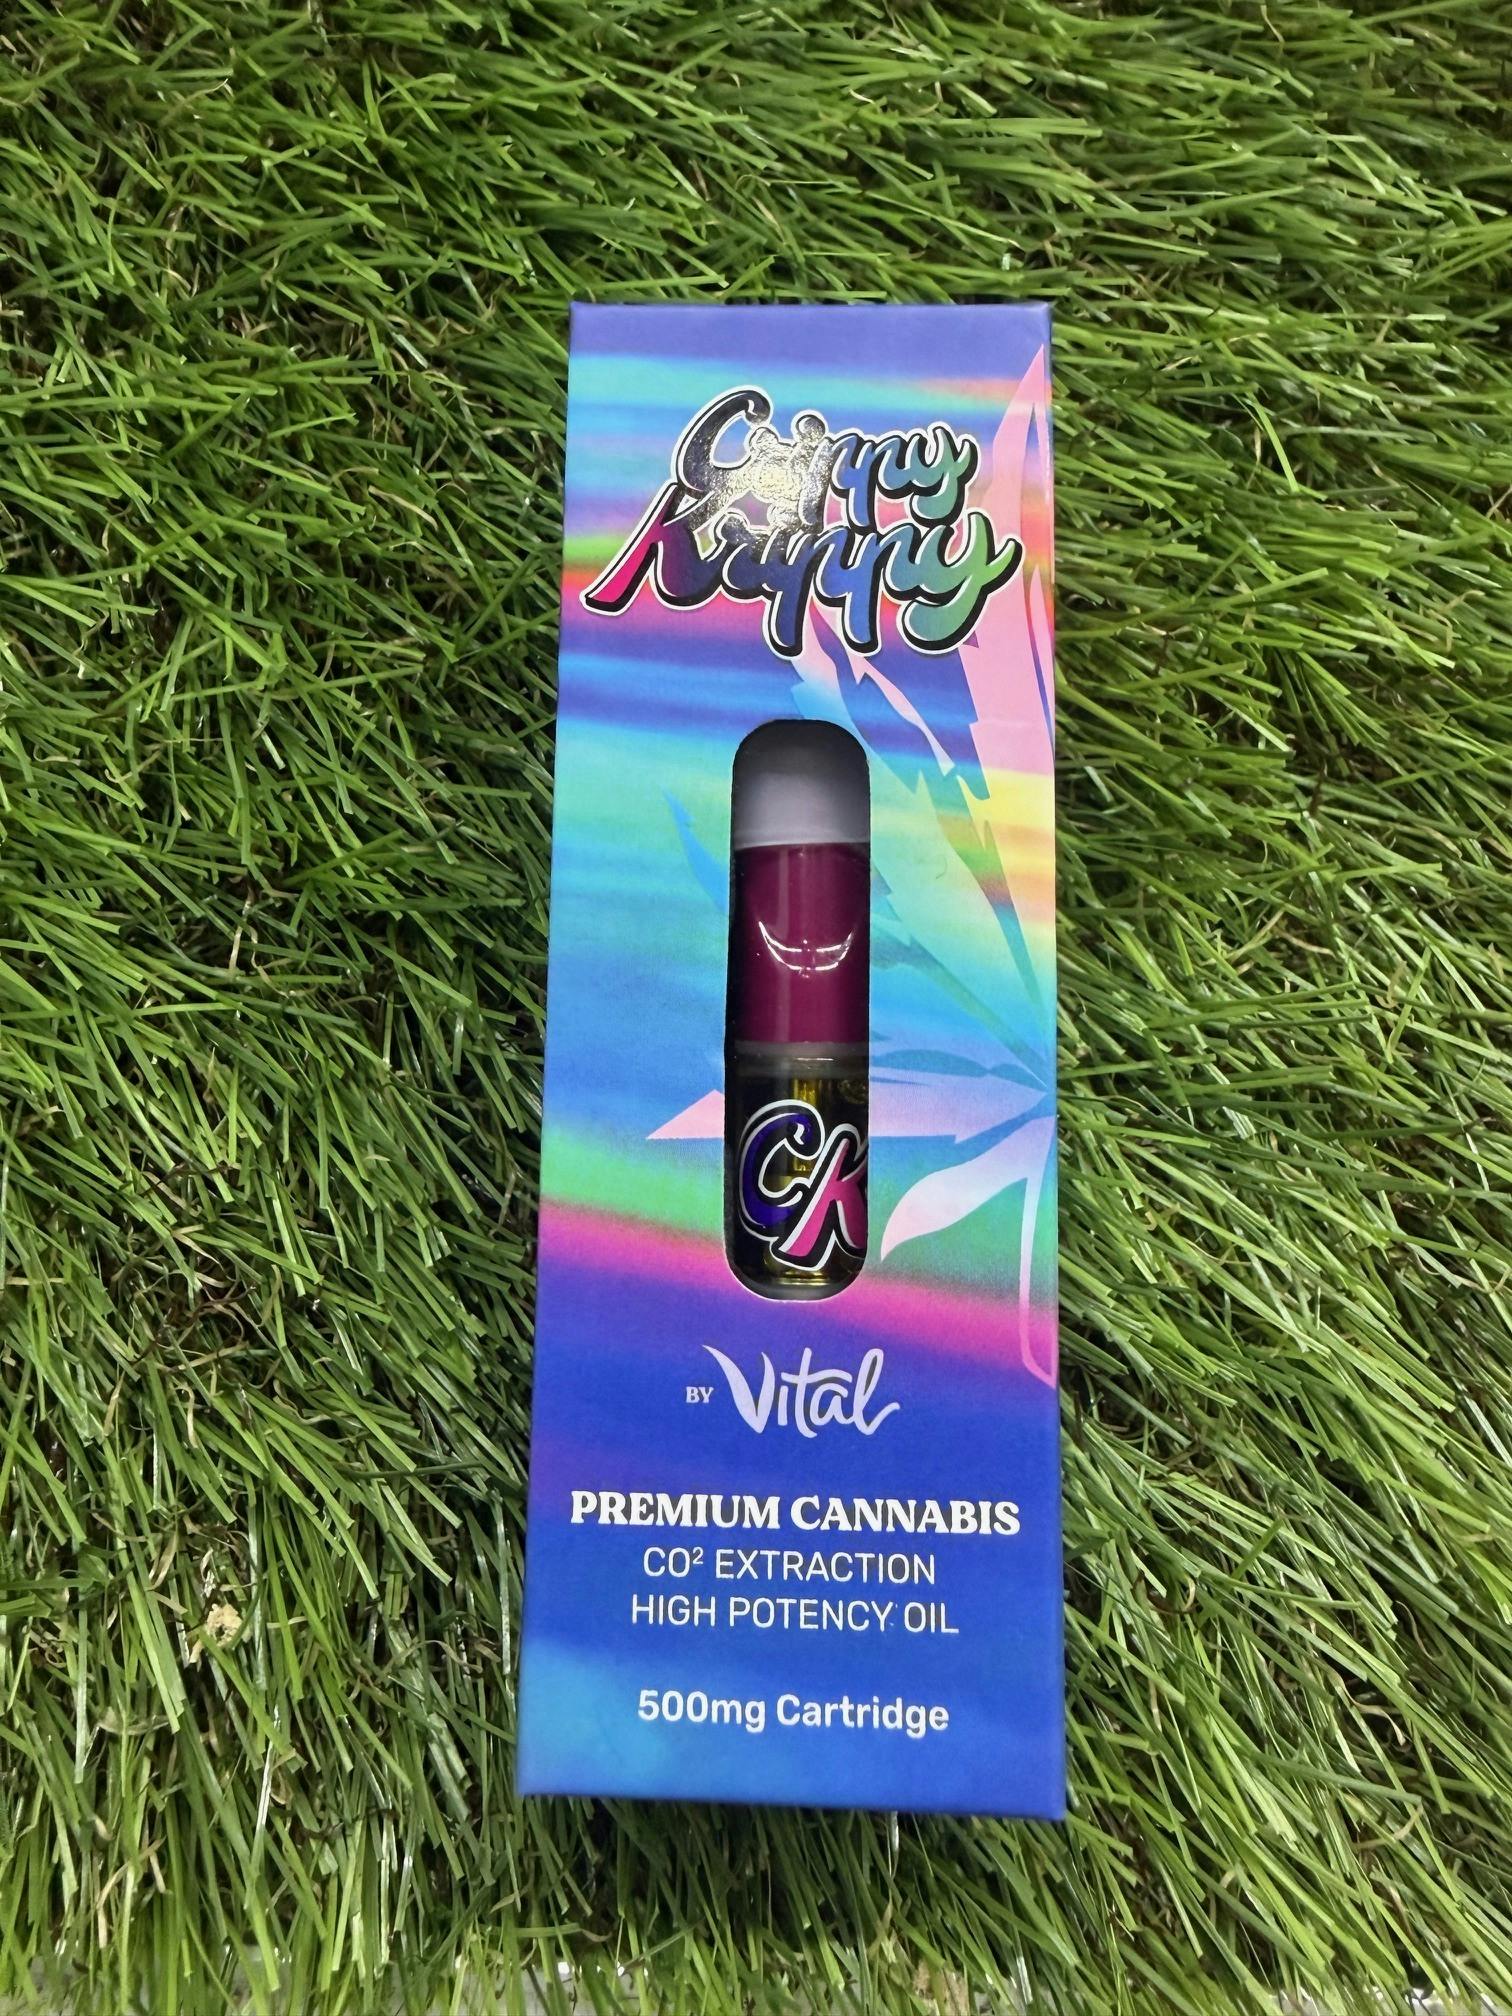 Crippy
Krippy
CK
BY Vital
PREMIUM CANNABIS
CO² EXTRACTION
HIGH POTENCY OIL
500mg Cartridge